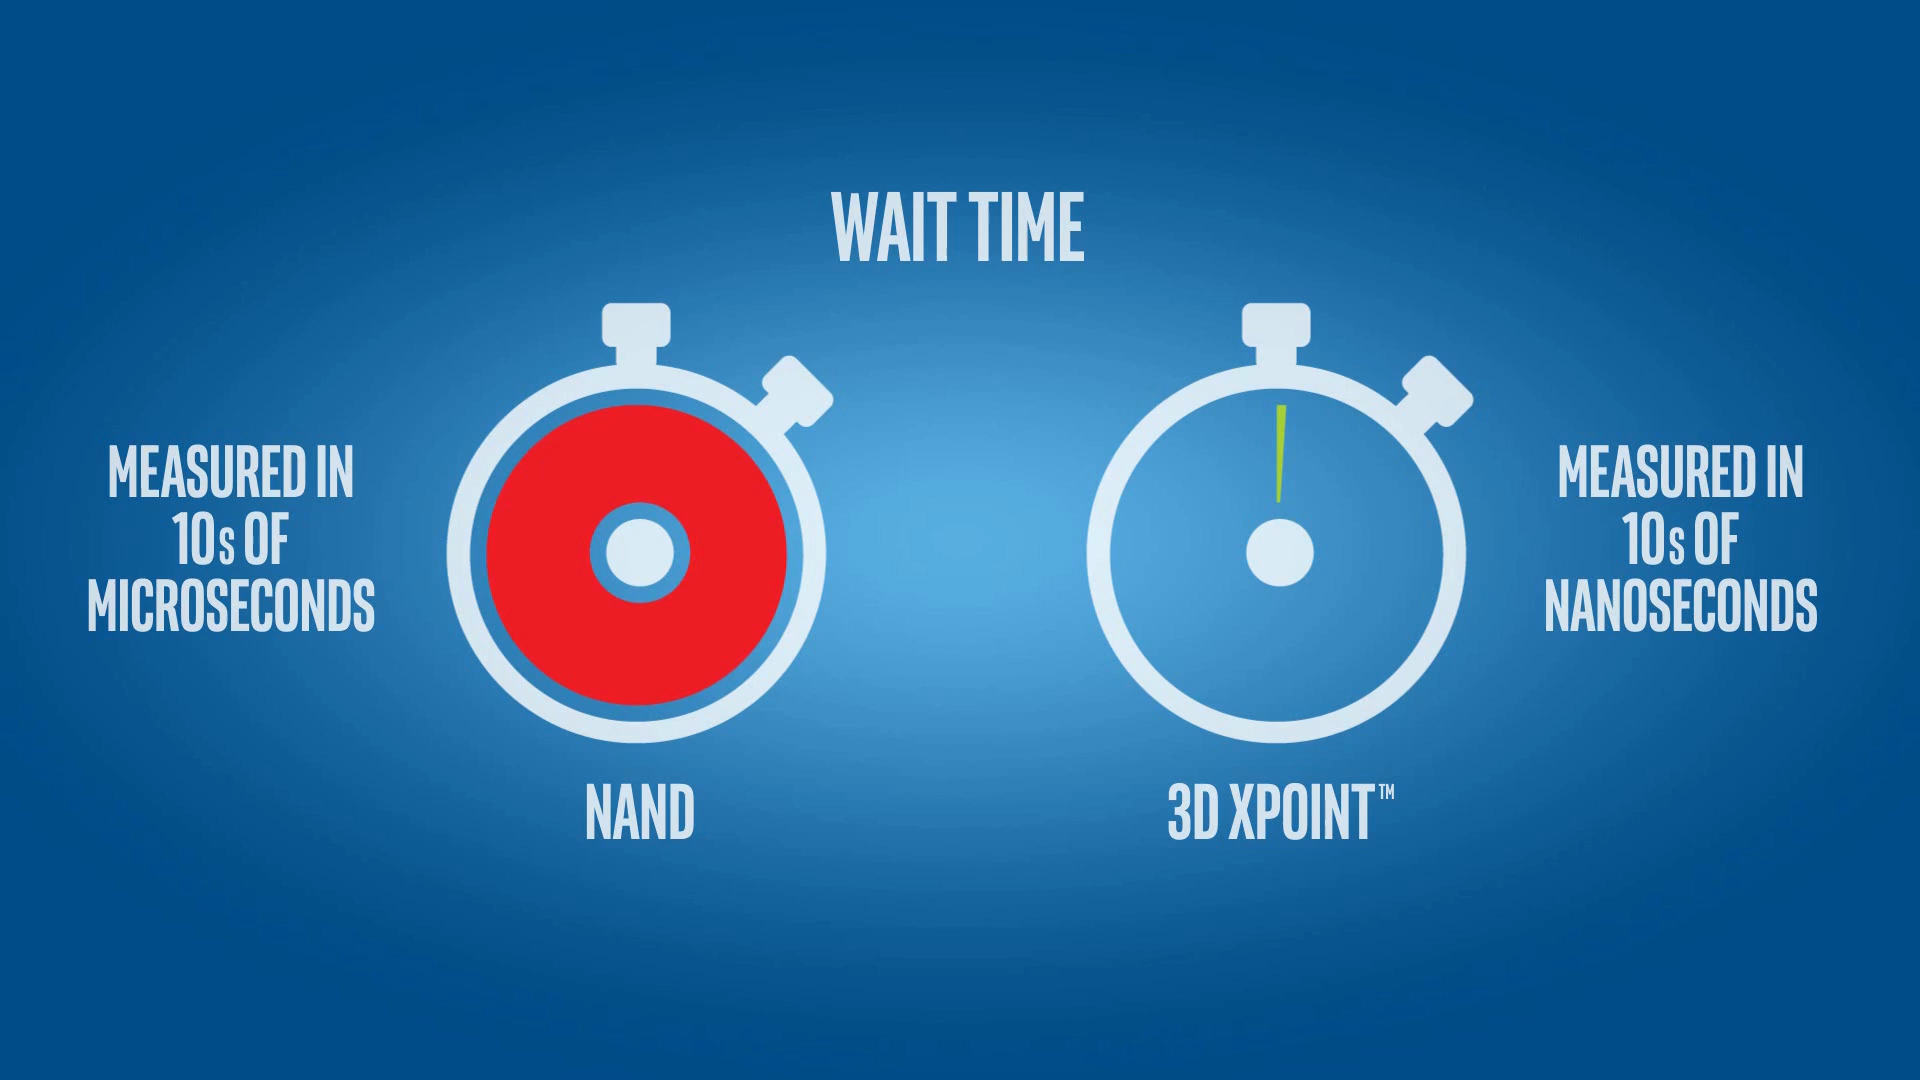 WAIT TIME
MEASURED IN
10s OF
MICROSECONDS
MEASURED IN
10s OF
NANOSECONDS
NAND
3D XPOINT™